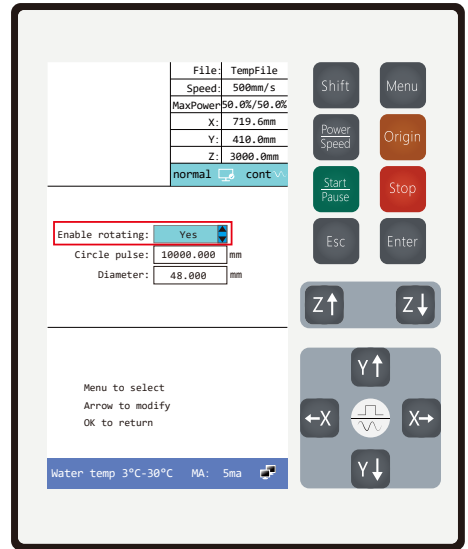 File: TempFile
Speed: 500mm/s
MaxPower 50.0%/50.0%
X: 719.6mm
Y: 410.0mm
Z: 3000.0mm
normal cont
Enable rotating: Yes
Circle pulse: 10000.000 mm
Diameter: 48.000 mm
Menu to select
Arrow to modify
OK to return
Water temp 3°C-30°C MA: 5ma
Shift Menu
Power Origin
Speed
Start Stop
Pause
Esc Enter
Z↑ Z↓
Y↑
←X X→
Y↓